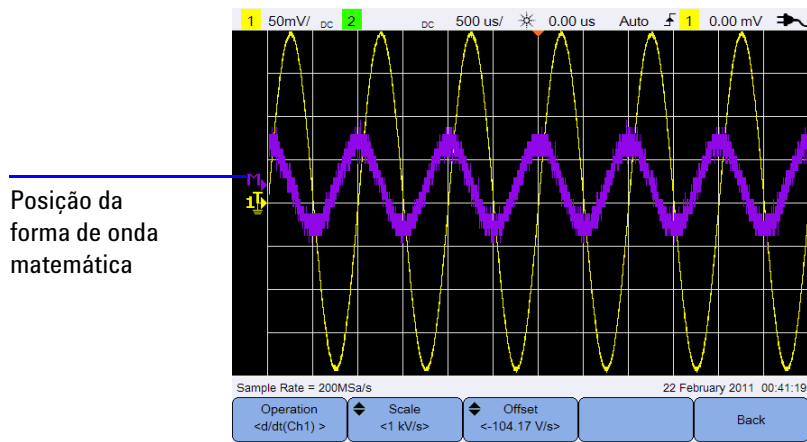 1 50mV/ DC 2 DC 500 us/ 0.00 us Auto 1 0.00 mV
M
1
Posição da
forma de onda
matemática
Sample Rate = 200MSa/s 22 February 2011 00:41:19
Operation Scale Offset Back
<d/dt(Ch1) > <1 kV/s> <-104.17 V/s>